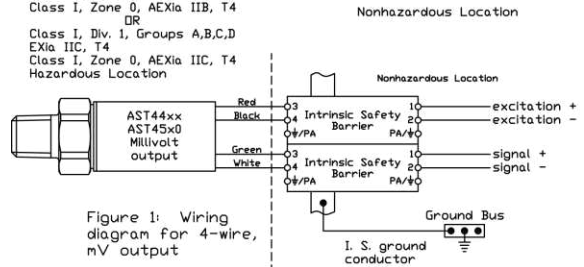 Class I, Zone 0, AEXia IIB, T4
OR
Class I, Div. 1, Groups A,B,C,D
EXia IIC, T4
Class I, Zone 0, AEXia IIC, T4
Hazardous Location
Nonhazardous Location
Nonhazardous Location
AST44xx
AST45x0
Millivolt
output
Red
Black
Green
White
3
4
/PA
Intrinsic Safety
Barrier
1
2
PA/
excitation +
excitation -
3
4
/PA
Intrinsic Safety
Barrier
1
2
PA/
signal +
signal -
Figure 1: Wiring
diagram for 4-wire,
mV output
Ground Bus
I. S. ground
conductor